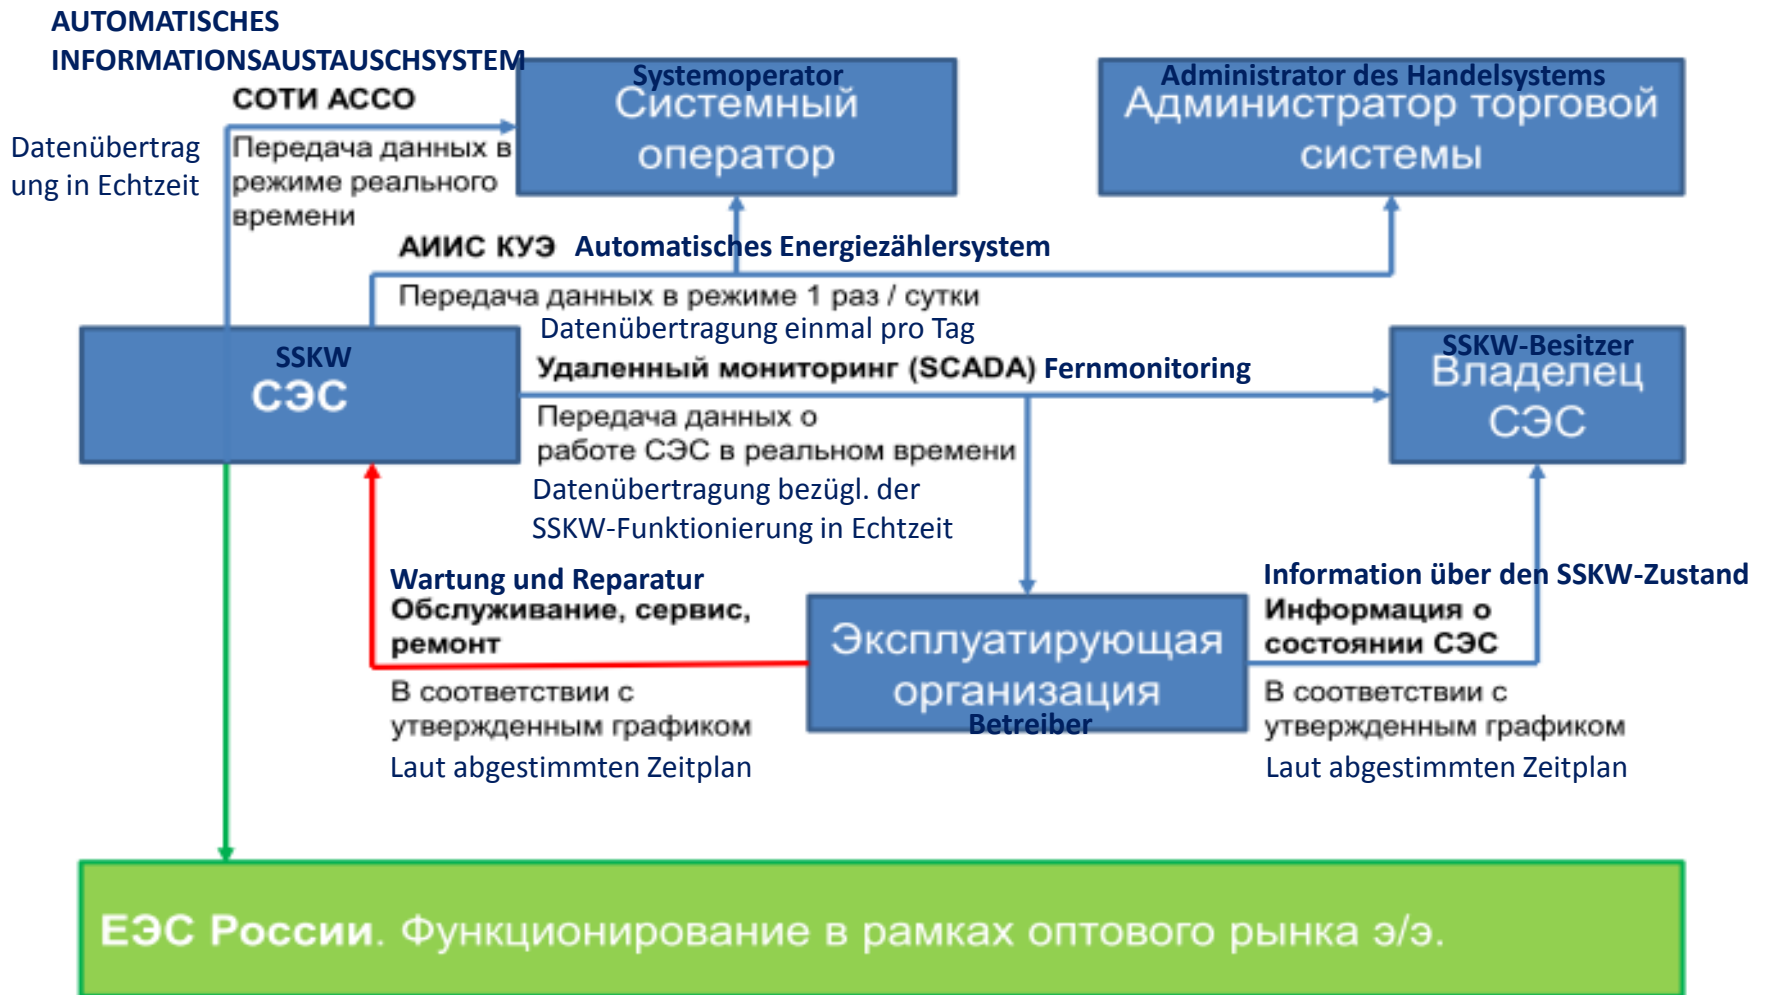 AUTOMATISCHES
INFORMATIONSAUSTAUSCHSYSTEM
СОТИ АССО
Datenübertrag
ung in Echtzeit
Передача данных в
режиме реального
времени
Systemoperator
Системный
оператор
Administrator des Handelsystems
Администратор торговой
системы
АИИС КУЭ Automatisches Energiezählersystem
Передача данных в режиме 1 раз / сутки
Datenübertragung einmal pro Tag
SSKW
СЭС
Удаленный мониторинг (SCADA) Fernmonitoring
Передача данных о
работе СЭС в реальном времени
Datenübertragung bezügl. der
SSKW-Funktionierung in Echtzeit
SSKW-Besitzer
Владелец
СЭС
Wartung und Reparatur
Обслуживание, сервис,
ремонт
В соответствии с
утвержденным графиком
Laut abgestimmten Zeitplan
Эксплуатирующая
организация
Betreiber
Information über den SSKW-Zustand
Информация о
состоянии СЭС
В соответствии с
утвержденным графиком
Laut abgestimmten Zeitplan
ЕЭС России. Функционирование в рамках оптового рынка э/э.